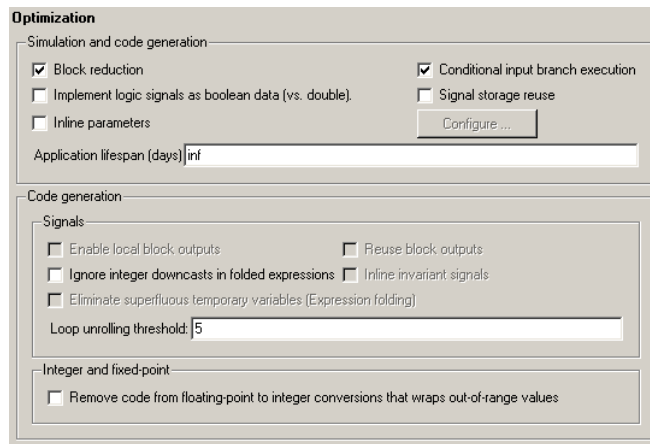 Optimization
Simulation and code generation
Block reduction
Conditional input branch execution
Implement logic signals as boolean data (vs. double).
Signal storage reuse
Inline parameters
Configure ...
Application lifespan (days) inf
Code generation
Signals
Enable local block outputs
Reuse block outputs
Ignore integer downcasts in folded expressions
Inline invariant signals
Eliminate superfluous temporary variables (Expression folding)
Loop unrolling threshold: 5
Integer and fixed-point
Remove code from floating-point to integer conversions that wraps out-of-range values